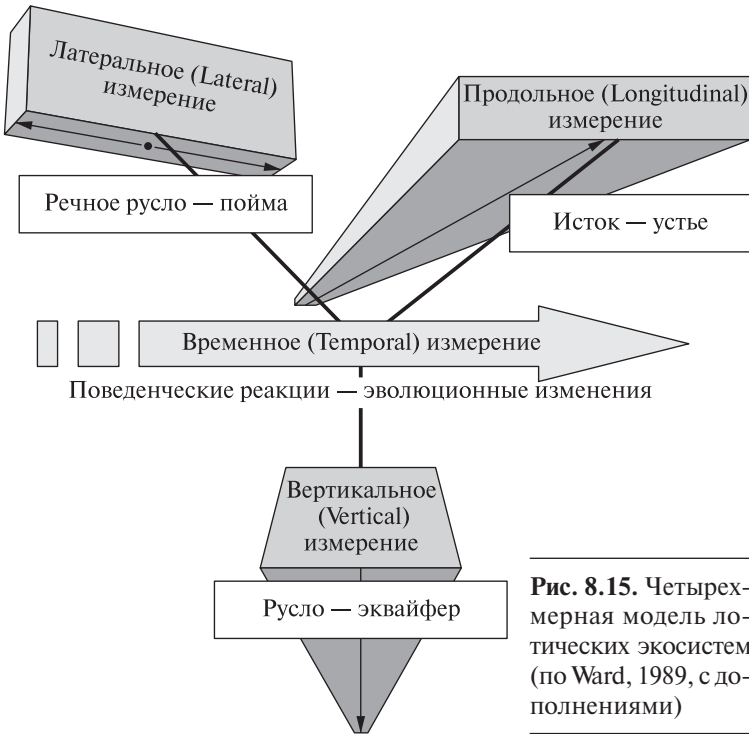 Латеральное (Lateral)
измерение
Продольное (Longitudinal)
измерение
Речное русло — пойма
Исток — устье
Временное (Temporal) измерение
Поведенческие реакции — эволюционные изменения
Вертикальное
(Vertical)
измерение
Русло — эквайфер
Рис. 8.15. Четырех-
мерная модель ло-
тических экосистем
(по Ward, 1989, с до-
полнениями)